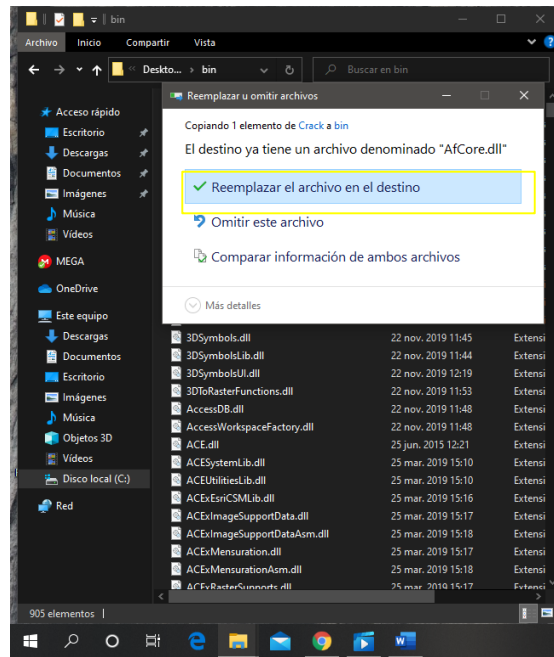 bin
Archivo Inicio Compartir Vista
Deskto... > bin
Buscar en bin
Reemplazar u omitir archivos
Copiando 1 elemento de Crack a bin
El destino ya tiene un archivo denominado "AfCore.dll"
Reemplazar el archivo en el destino
Omitir este archivo
Comparar información de ambos archivos
Más detalles
Acceso rápido
Escritorio
Descargas
Documentos
Imágenes
Música
Vídeos
MEGA
OneDrive
Este equipo
Descargas
Documentos
Escritorio
Imágenes
Música
Objetos 3D
Vídeos
Disco local (C:)
Red
3DSymbols.dll 22 nov. 2019 11:45 Extensi
3DSymbolsLib.dll 22 nov. 2019 11:44 Extensi
3DSymbolsUI.dll 22 nov. 2019 12:19 Extensi
3DToRasterFunctions.dll 22 nov. 2019 11:53 Extensi
AccessDB.dll 22 nov. 2019 11:48 Extensi
AccessWorkspaceFactory.dll 22 nov. 2019 11:48 Extensi
ACE.dll 25 jun. 2015 12:21 Extensi
ACESystemLib.dll 25 mar. 2019 15:10 Extensi
ACEUtilitiesLib.dll 25 mar. 2019 15:10 Extensi
ACExEsriCSMLib.dll 25 mar. 2019 15:16 Extensi
ACExImageSupportData.dll 25 mar. 2019 15:17 Extensi
ACExImageSupportDataAsm.dll 25 mar. 2019 15:18 Extensi
ACExMensuration.dll 25 mar. 2019 15:17 Extensi
ACExMensurationAsm.dll 25 mar. 2019 15:18 Extensi
ACExRasterSupports.dll 25 mar. 2019 15:17 Extensi
905 elementos